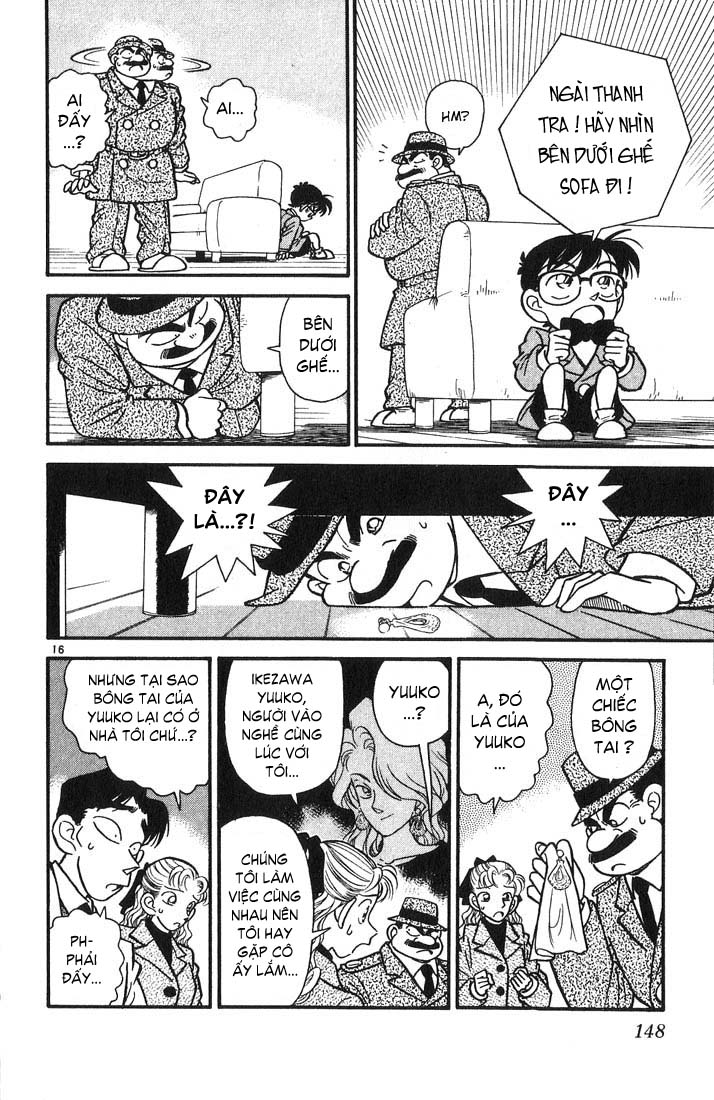 NGÀI THANH
TRA ! HÃY NHÌN
BÊN DƯỚI GHẾ
SOFA ĐI !
HM?
AI...
AI
ĐẤY
...?
BÊN
DƯỚI
GHẾ...
ĐÂY
...
ĐÂY
LÀ...?!
16
MỘT
CHIẾC
BÔNG
TAI ?
A, ĐÓ
LÀ CỦA
YUUKO
...
YUUKO
...?
IKEZAWA
YUUKO,
NGƯỜI VÀO
NGHỀ CÙNG
LÚC VỚI
TÔI...
CHÚNG
TÔI LÀM
VIỆC CÙNG
NHAU NÊN
TÔI HAY
GẶP CÔ
ẤY LẮM...
NHƯNG TẠI SAO
BÔNG TAI CỦA
YUUKO LẠI CÓ Ở
NHÀ TÔI CHỨ...?
PH-
PHẢI
ĐẤY...
148